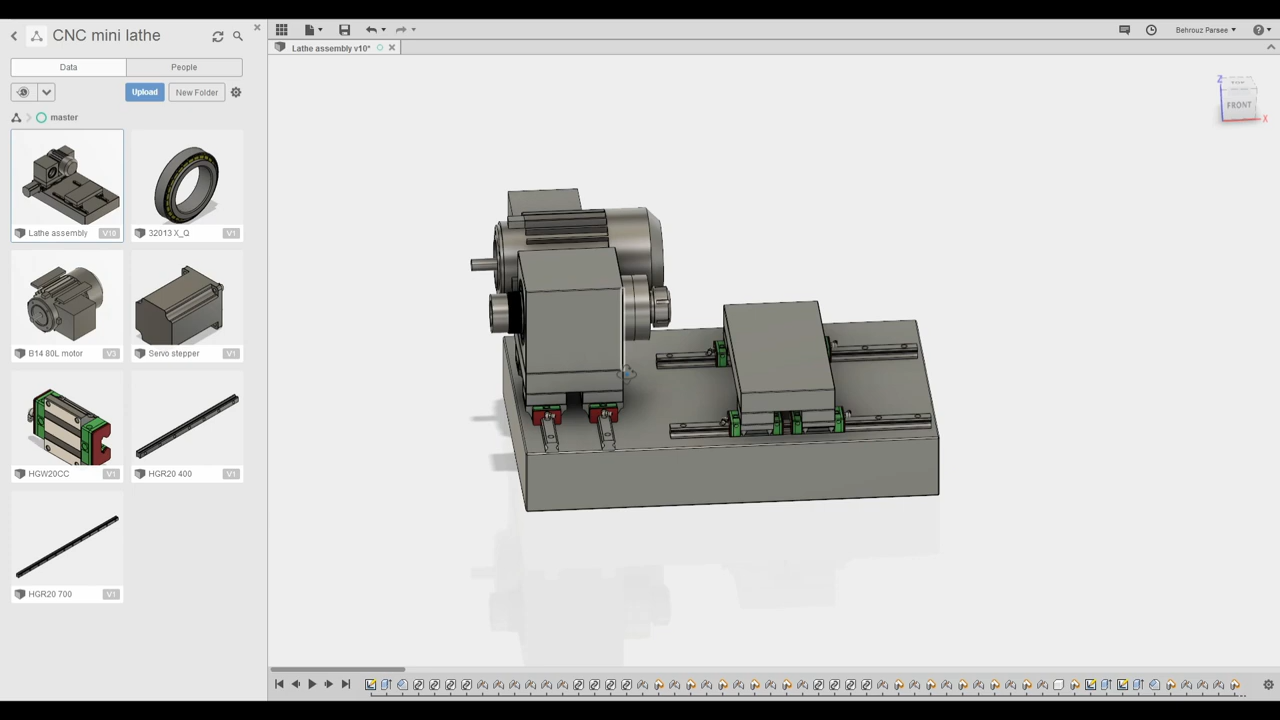 CNC mini lathe
Data
People
Upload
New Folder
master
Lathe assembly
V10
32013 X_Q
V1
B14 80L motor
V3
Servo stepper
V1
HGW20CC
V1
HGR20 400
V1
HGR20 700
V1
Lathe assembly v10*
Behrouz Parsee
Z
TOP
FRONT
X